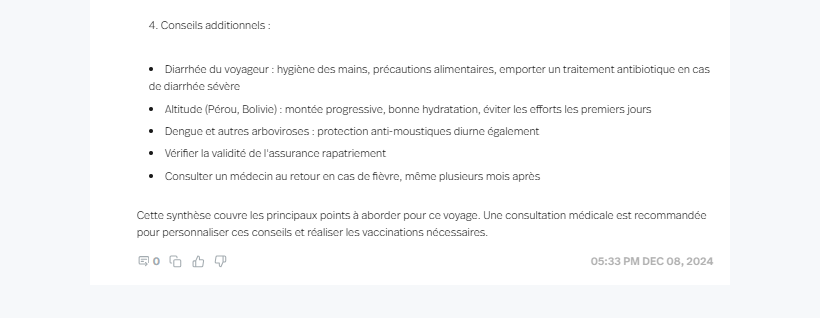 4. Conseils additionnels :
• Diarrhée du voyageur : hygiène des mains, précautions alimentaires, emporter un traitement antibiotique en cas
de diarrhée sévère
• Altitude (Pérou, Bolivie) : montée progressive, bonne hydratation, éviter les efforts les premiers jours
• Dengue et autres arboviroses : protection anti-moustiques diurne également
• Vérifier la validité de l'assurance rapatriement
• Consulter un médecin au retour en cas de fièvre, même plusieurs mois après
Cette synthèse couvre les principaux points à aborder pour ce voyage. Une consultation médicale est recommandée
pour personnaliser ces conseils et réaliser les vaccinations nécessaires.
0 05:33 PM DEC 08, 2024